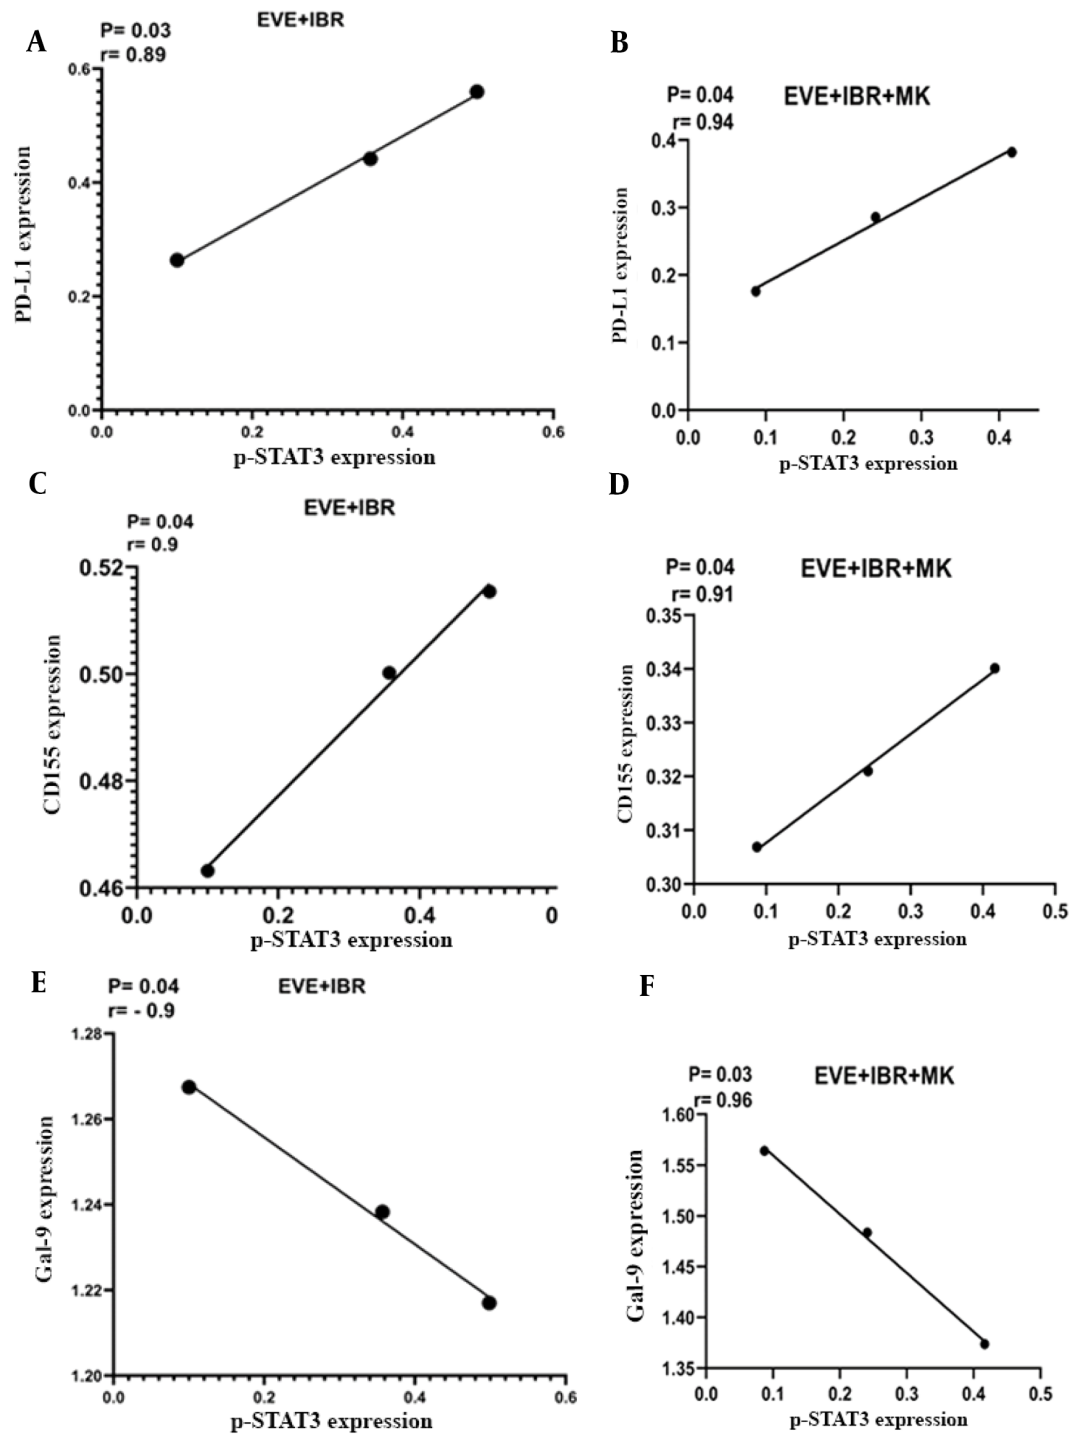 A
P= 0.03
r= 0.89
EVE+IBR
PD-L1 expression
0.6
0.4
0.2
0.0
0.0 0.2 0.4 0.6
p-STAT3 expression
B
P= 0.04
r= 0.94
EVE+IBR+MK
PD-L1 expression
0.4
0.3
0.2
0.1
0.0
0.0 0.1 0.2 0.3 0.4
p-STAT3 expression
C
P= 0.04
r= 0.9
EVE+IBR
CD155 expression
0.52
0.50
0.48
0.46
0.0 0.2 0.4 0
p-STAT3 expression
D
P= 0.04
r= 0.91
EVE+IBR+MK
CD155 expression
0.35
0.34
0.33
0.32
0.31
0.30
0.0 0.1 0.2 0.3 0.4 0.5
p-STAT3 expression
E
P= 0.04
r= - 0.9
EVE+IBR
Gal-9 expression
1.28
1.26
1.24
1.22
1.20
0.0 0.2 0.4 0.6
p-STAT3 expression
F
P= 0.03
r= 0.96
EVE+IBR+MK
Gal-9 expression
1.60
1.55
1.50
1.45
1.40
1.35
0.0 0.1 0.2 0.3 0.4 0.5
p-STAT3 expression